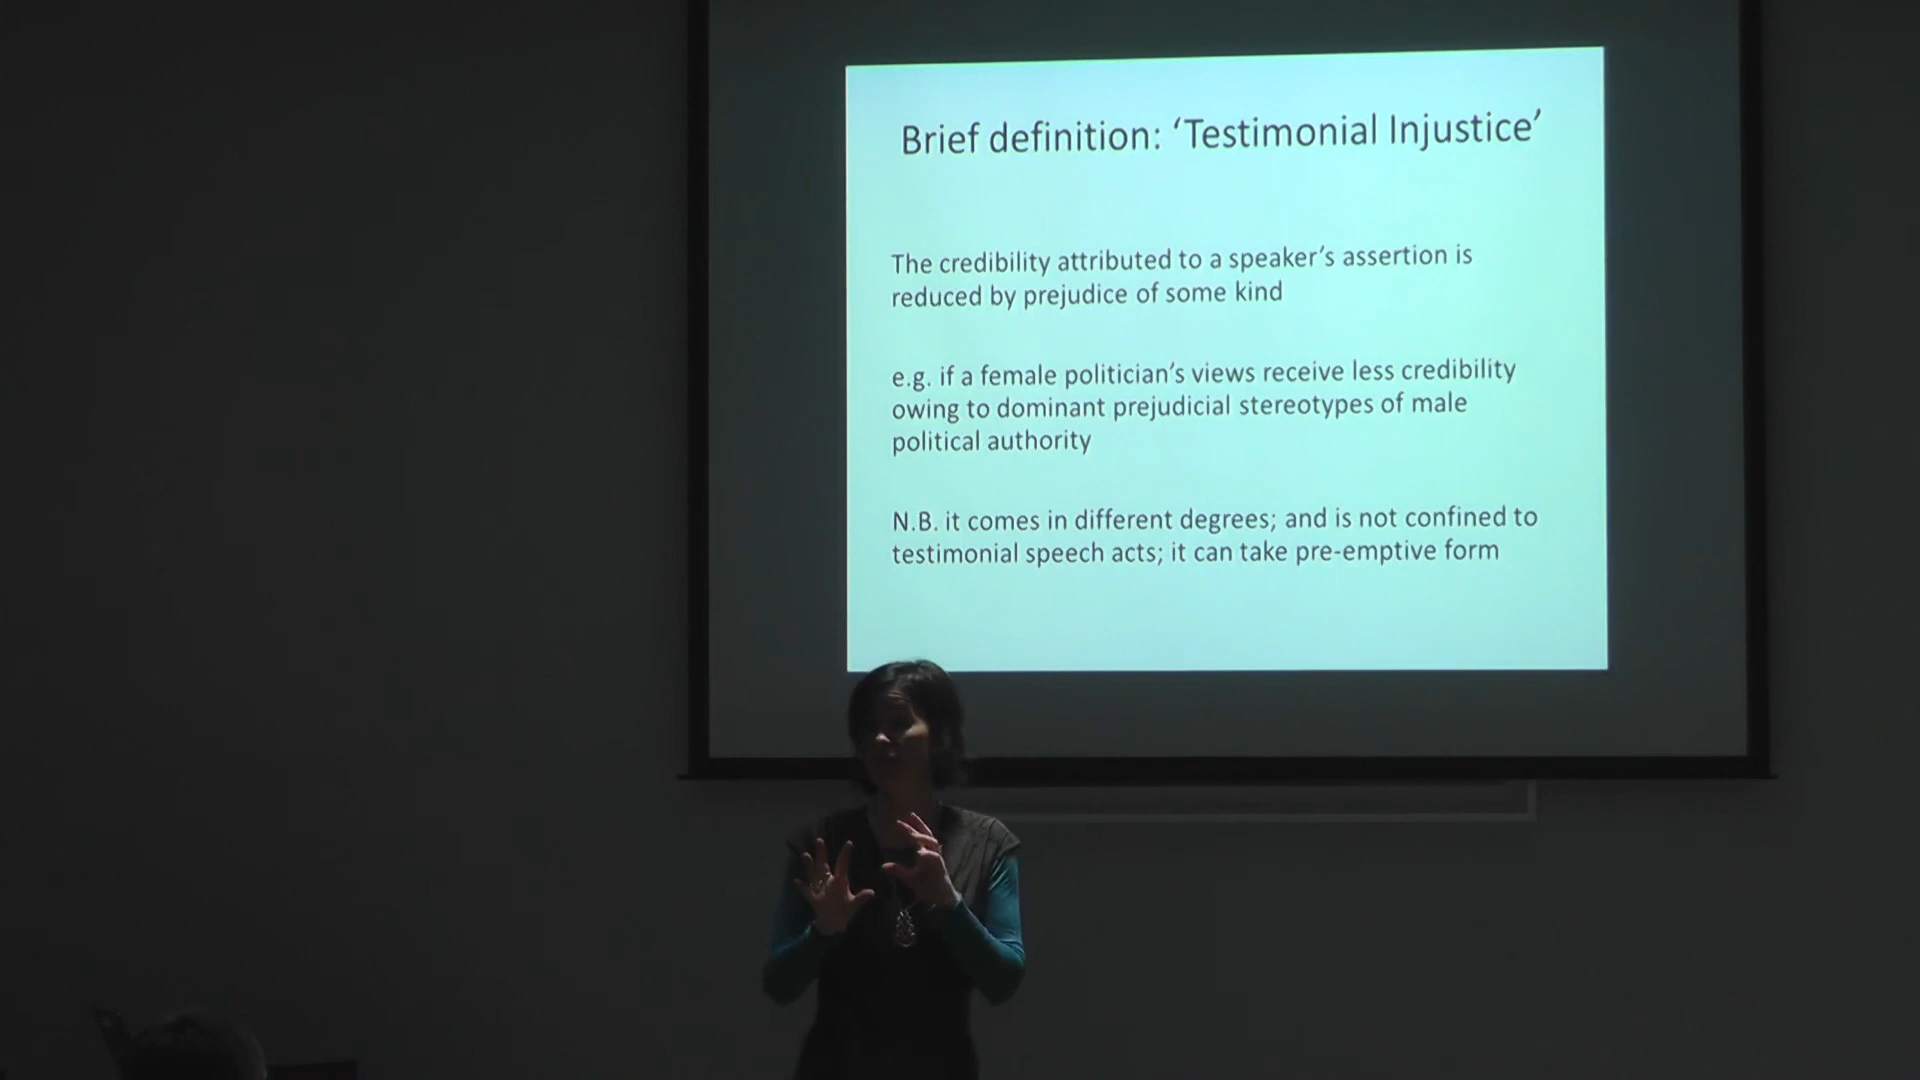 Brief definition: ‘Testimonial Injustice’
The credibility attributed to a speaker’s assertion is
reduced by prejudice of some kind
e.g. if a female politician’s views receive less credibility
owing to dominant prejudicial stereotypes of male
political authority
N.B. it comes in different degrees; and is not confined to
testimonial speech acts; it can take pre-emptive form